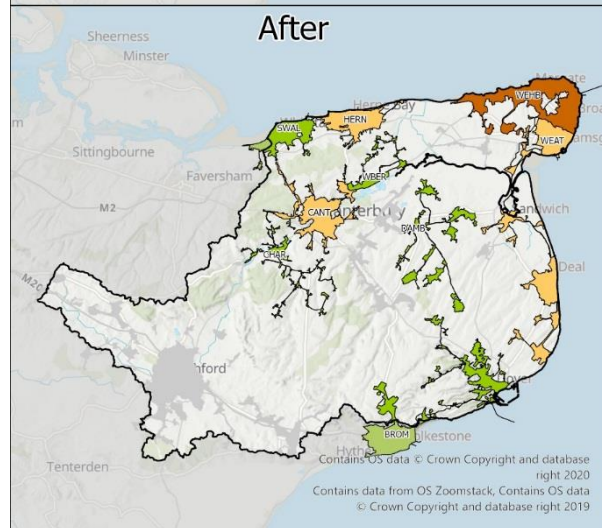 After
Sheerness
Minster
Sittingbourne
Faversham
M2
SWAL
HERN
WEAT
WBER
CANT
CHAR
Deal
BROM
Tenterden
Contains OS data © Crown Copyright and database
right 2020
Contains data from OS Zoomstack, Contains OS data
© Crown Copyright and database right 2019